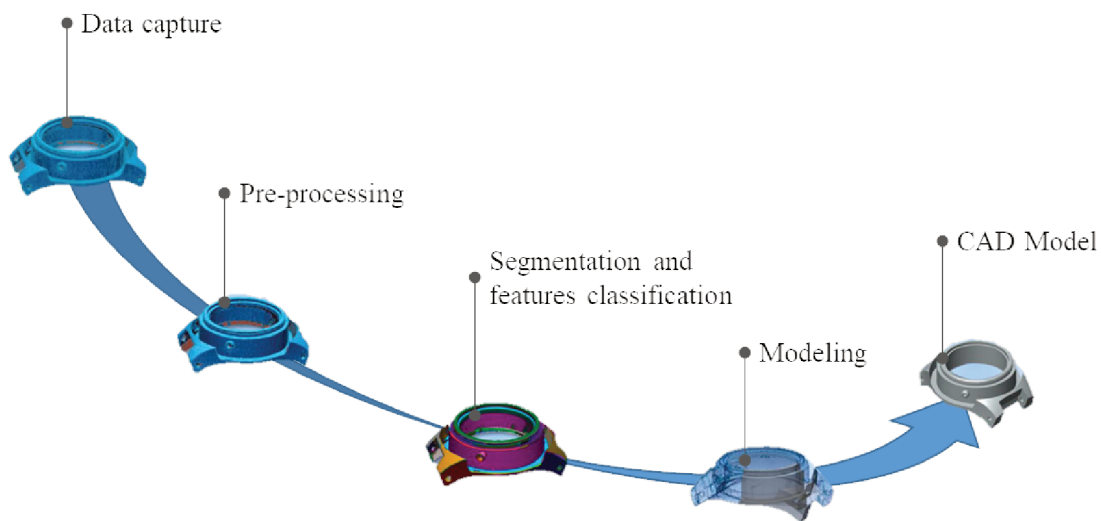 Data capture
Pre-processing
Segmentation and
features classification
Modeling
CAD Model